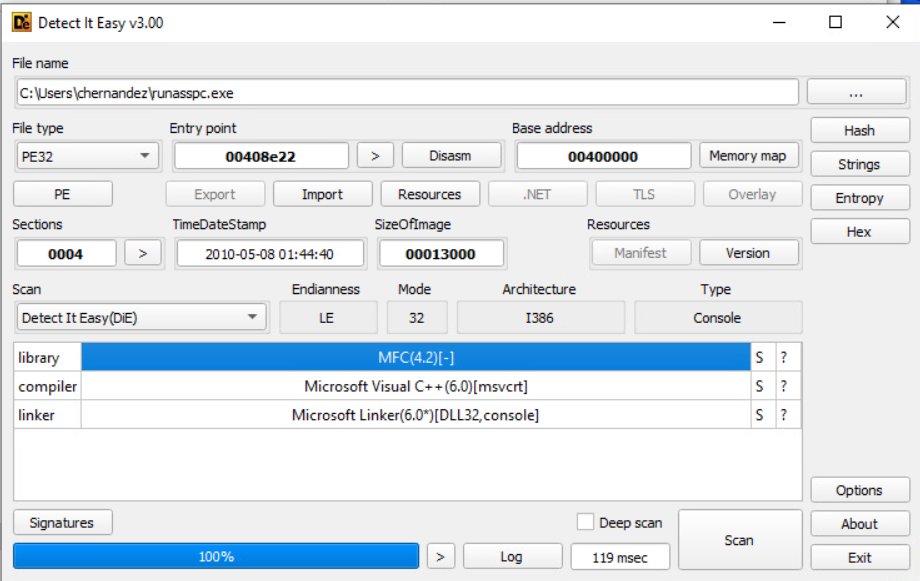 Detect It Easy v3.00
File name
C:\Users\chernandez\runasspc.exe ...
File type Entry point Base address
PE32 00408e22 > Disasm 00400000 Memory map Hash
Strings
PE Export Import Resources .NET TLS Overlay Entropy
Sections TimeDateStamp SizeOfImage Resources Hex
0004 > 2010-05-08 01:44:40 00013000 Manifest Version
Scan Endianness Mode Architecture Type
Detect It Easy(DiE) LE 32 I386 Console
library MFC(4.2)[-] S ?
compiler Microsoft Visual C++(6.0)[msvcrt] S ?
linker Microsoft Linker(6.0*)[DLL32,console] S ?
Options
Signatures Deep scan Scan About
100% > Log 119 msec Exit